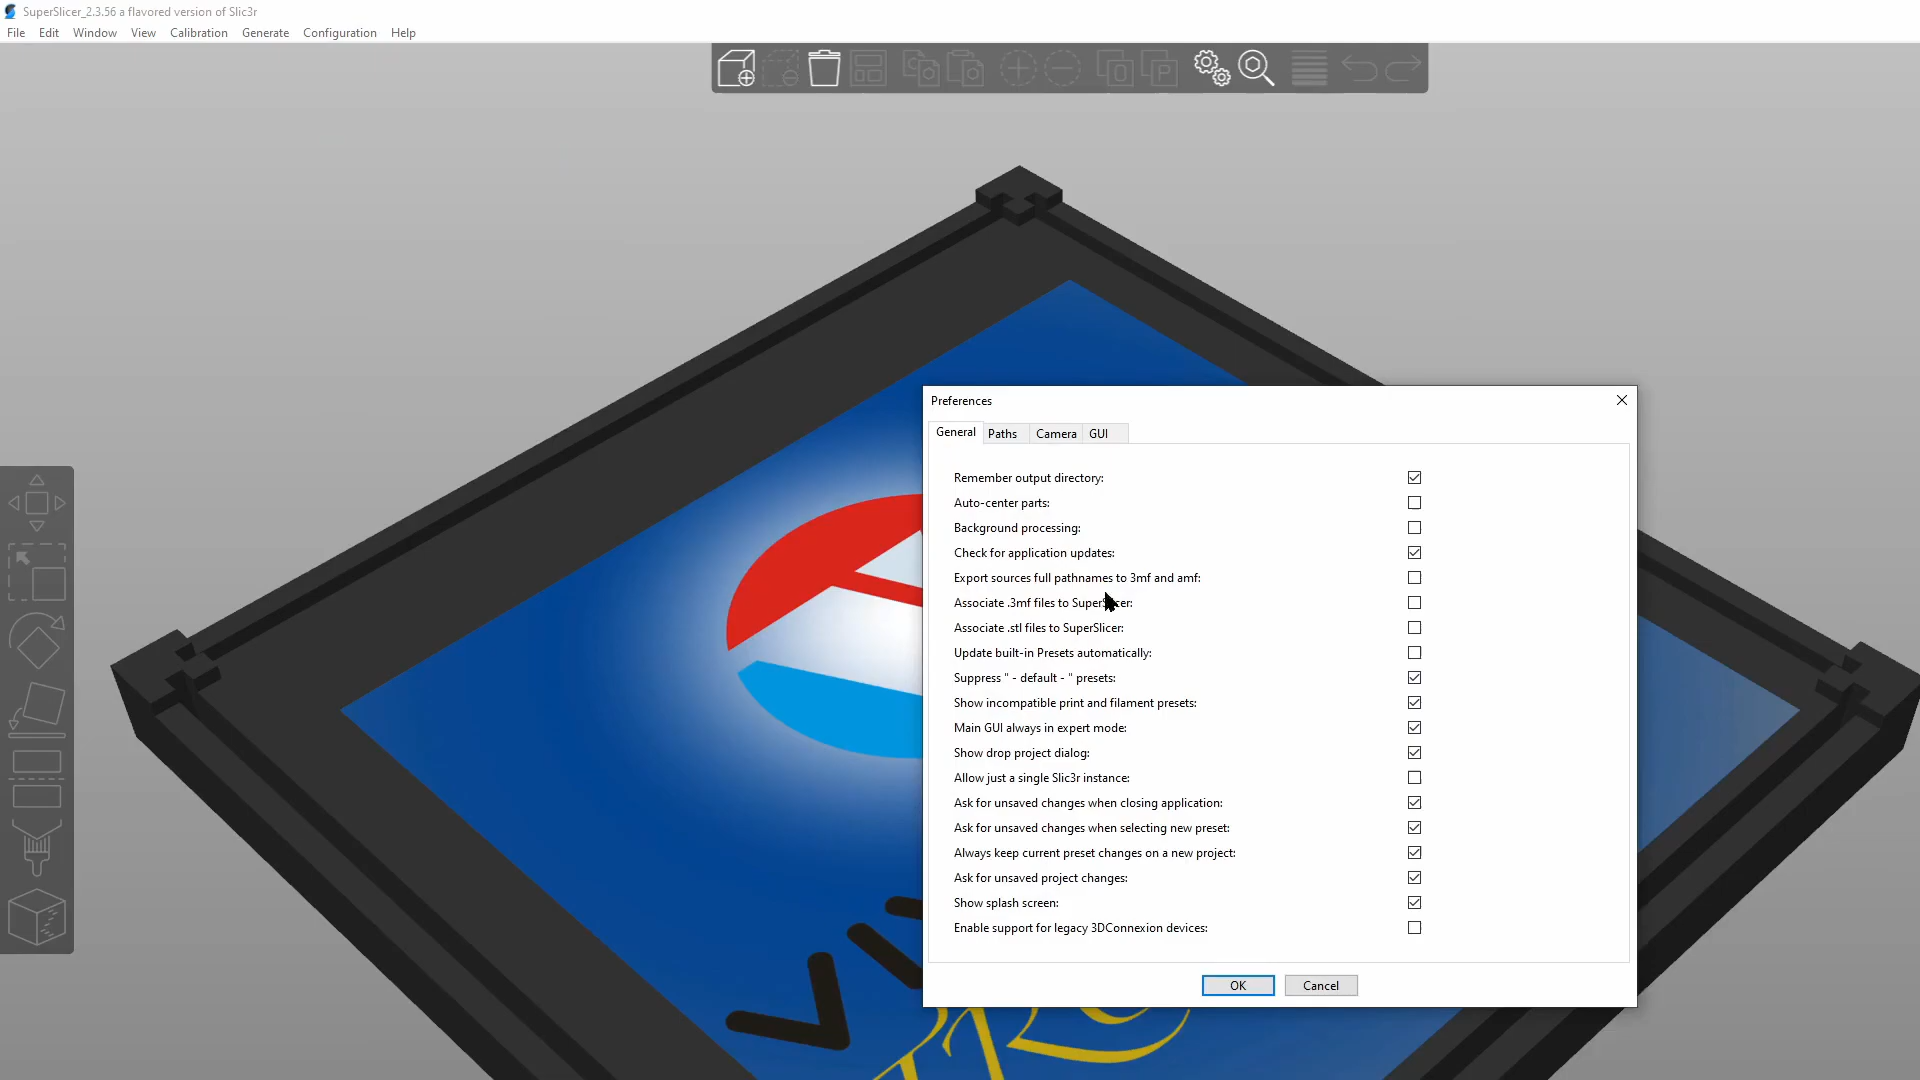 SuperSlicer_2.3.56 a flavored version of Slic3r
File Edit Window View Calibration Generate Configuration Help
Preferences
General Paths Camera GUI
Remember output directory:
Auto-center parts:
Background processing:
Check for application updates:
Export sources full pathnames to 3mf and amf:
Associate .3mf files to SuperSlicer:
Associate .stl files to SuperSlicer:
Update built-in Presets automatically:
Suppress " - default - " presets:
Show incompatible print and filament presets:
Main GUI always in expert mode:
Show drop project dialog:
Allow just a single Slic3r instance:
Ask for unsaved changes when closing application:
Ask for unsaved changes when selecting new preset:
Always keep current preset changes on a new project:
Ask for unsaved project changes:
Show splash screen:
Enable support for legacy 3DConnexion devices:
OK Cancel